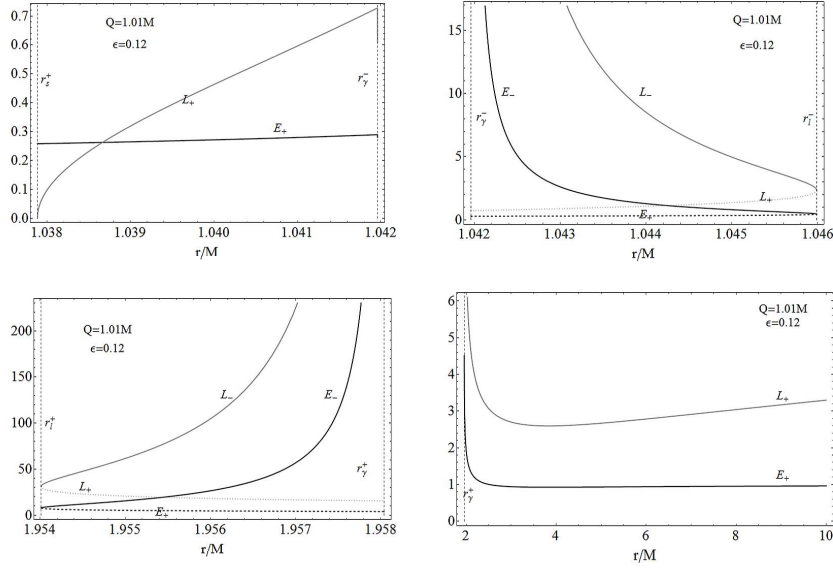 0.7
0.6
0.5
0.4
0.3
0.2
0.1
0.0
Q=1.01M
ϵ=0.12
r_s^+
r_γ^-
L_+
E_+
1.038 1.039 1.040 1.041 1.042
r/M
15
10
5
0
Q=1.01M
ϵ=0.12
E_-
L_-
r_γ^-
r_l^-
L_+
E_+
1.042 1.043 1.044 1.045 1.046
r/M
200
150
100
50
0
Q=1.01M
ϵ=0.12
L_-
E_-
r_l^+
r_γ^+
L_+
E_+
1.954 1.955 1.956 1.957 1.958
r/M
6
5
4
3
2
1
0
Q=1.01M
ϵ=0.12
L_+
E_+
r_γ^+
2 4 6 8 10
r/M